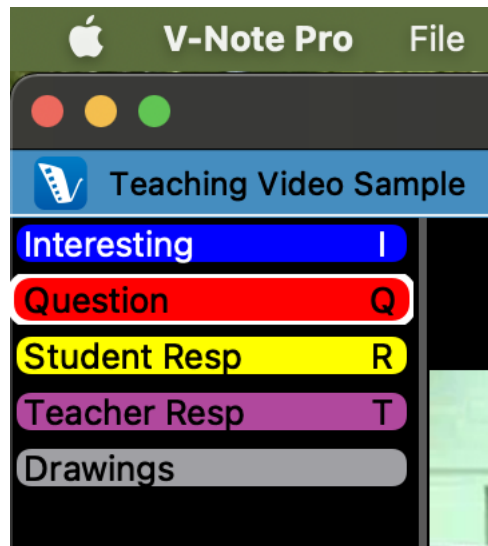 V-Note Pro File
Teaching Video Sample
Interesting I
Question Q
Student Resp R
Teacher Resp T
Drawings